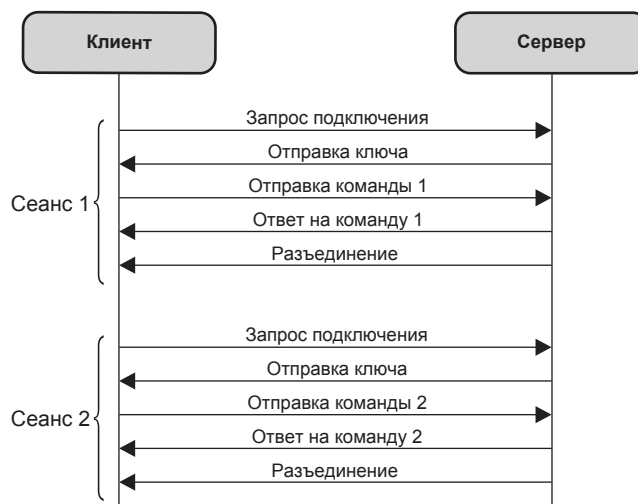 Клиент
Сервер
Запрос подключения
Отправка ключа
Отправка команды 1
Сеанс 1
Ответ на команду 1
Разъединение
Запрос подключения
Отправка ключа
Отправка команды 2
Сеанс 2
Ответ на команду 2
Разъединение